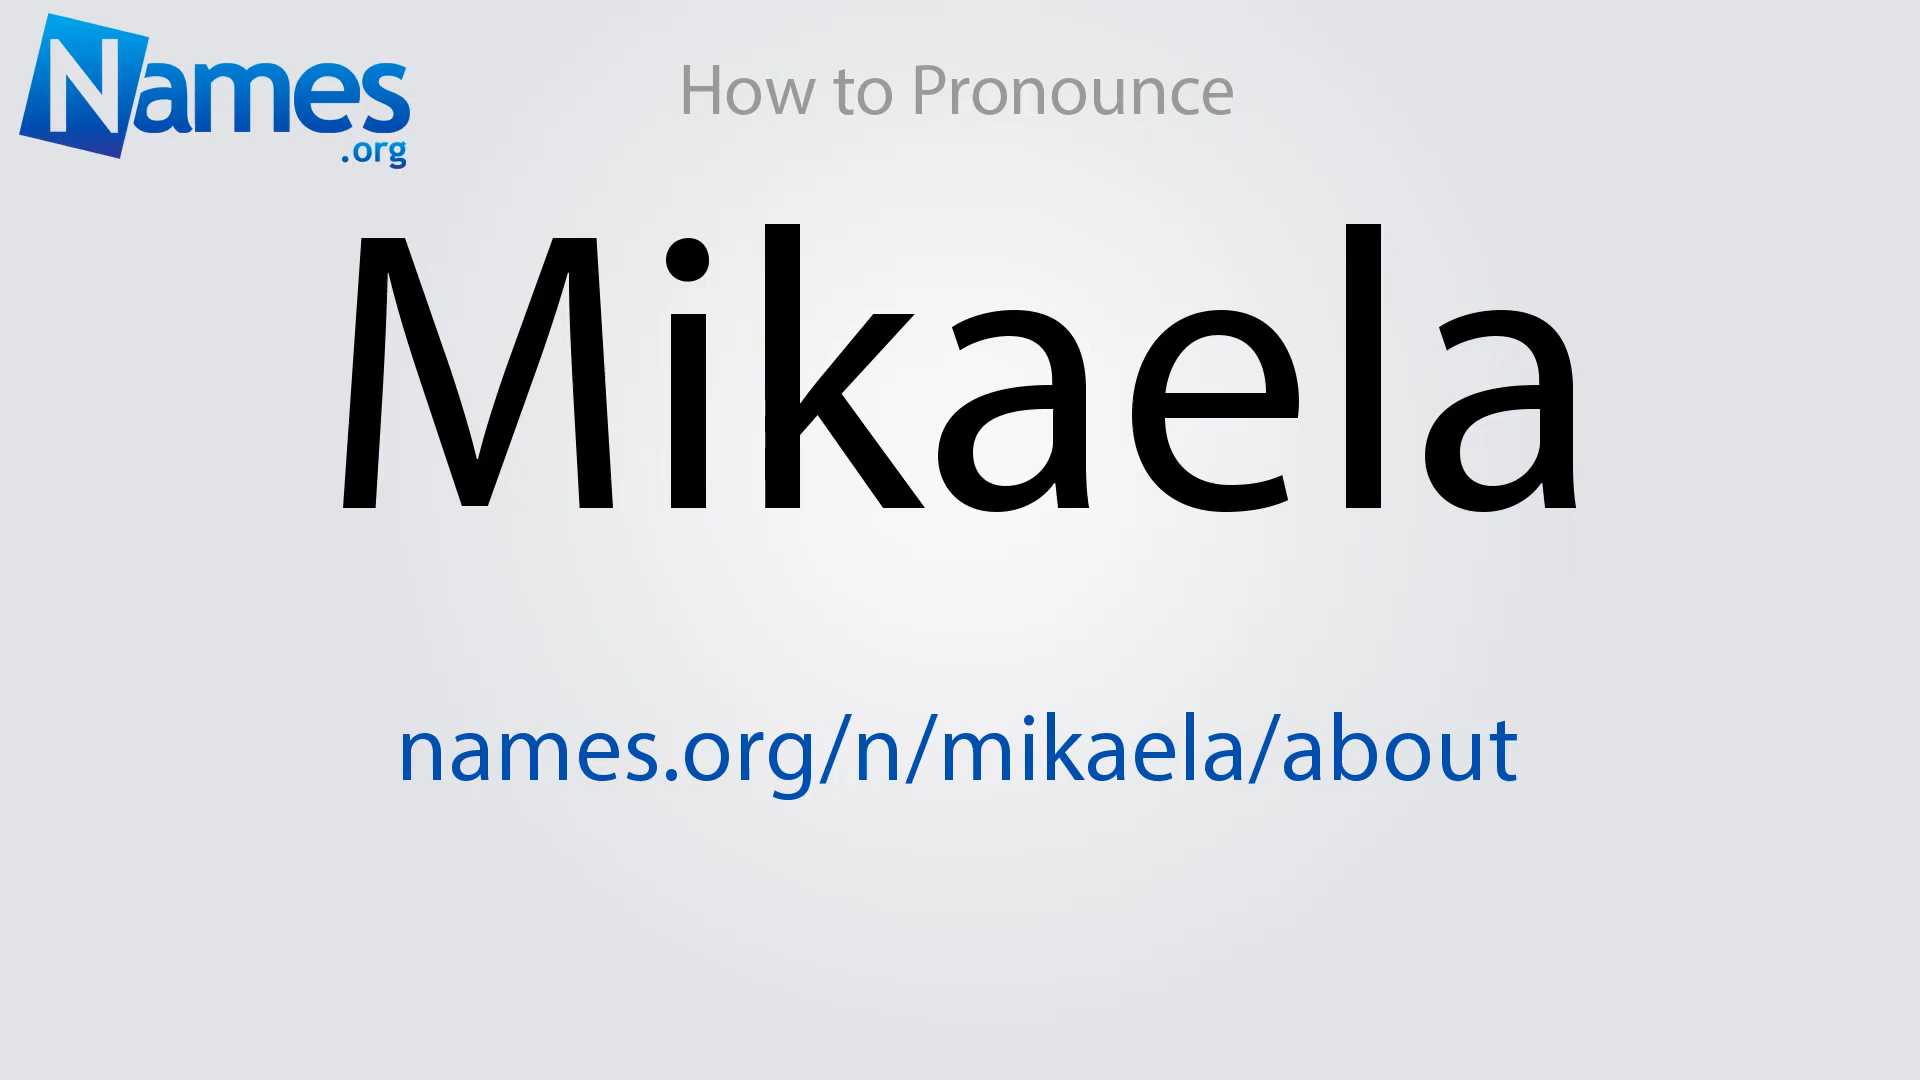 Names
.org
How to Pronounce
Mikaela
names.org/n/mikaela/about